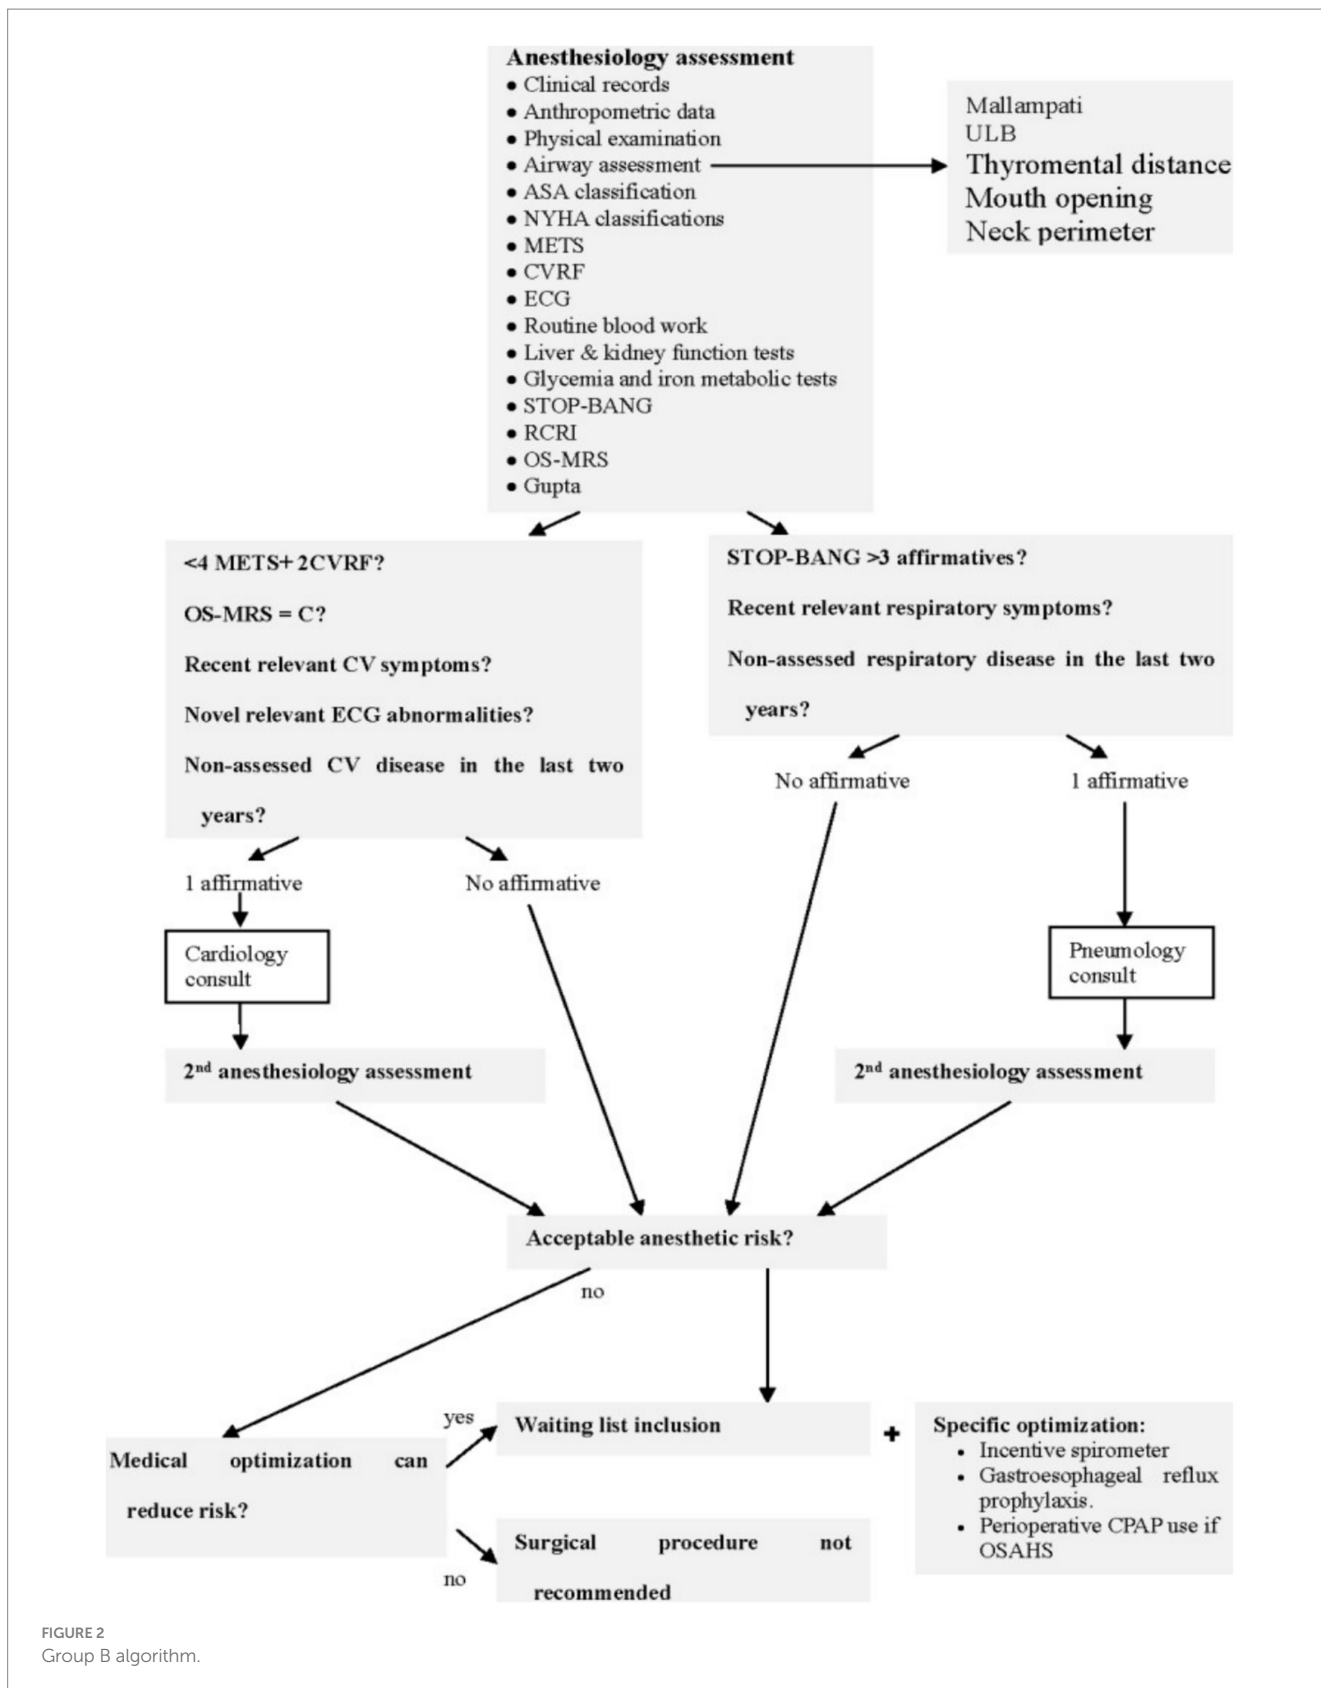 Anesthesiology assessment
● Clinical records
● Anthropometric data
● Physical examination
● Airway assessment
● ASA classification
● NYHA classifications
● METS
● CVRF
● ECG
● Routine blood work
● Liver & kidney function tests
● Glycemia and iron metabolic tests
● STOP-BANG
● RCRI
● OS-MRS
● Gupta
Mallampati
ULB
Thyromental distance
Mouth opening
Neck perimeter
<4 METS+ 2CVRF?
OS-MRS = C?
Recent relevant CV symptoms?
Novel relevant ECG abnormalities?
Non-assessed CV disease in the last two
years?
STOP-BANG >3 affirmatives?
Recent relevant respiratory symptoms?
Non-assessed respiratory disease in the last two
years?
1 affirmative
No affirmative
No affirmative
1 affirmative
Cardiology
consult
Pneumology
consult
2nd anesthesiology assessment
2nd anesthesiology assessment
Acceptable anesthetic risk?
no
Medical optimization can
reduce risk?
yes
no
Waiting list inclusion
Surgical procedure not
recommended
+
Specific optimization:
• Incentive spirometer
• Gastroesophageal reflux
prophylaxis.
• Perioperative CPAP use if
OSAHS
FIGURE 2
Group B algorithm.